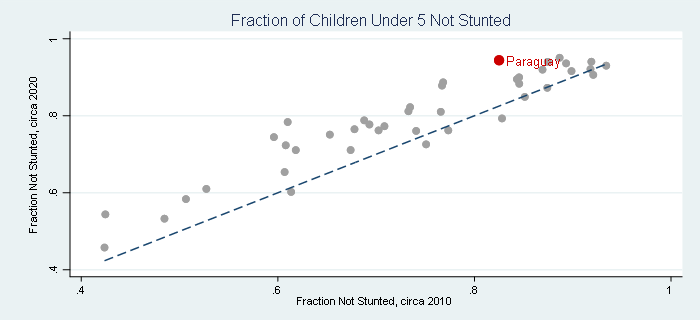 Fraction of Children Under 5 Not Stunted
Fraction Not Stunted, circa 2020
1
.8
.6
.4
Paraguay
.4 .6 .8 1
Fraction Not Stunted, circa 2010